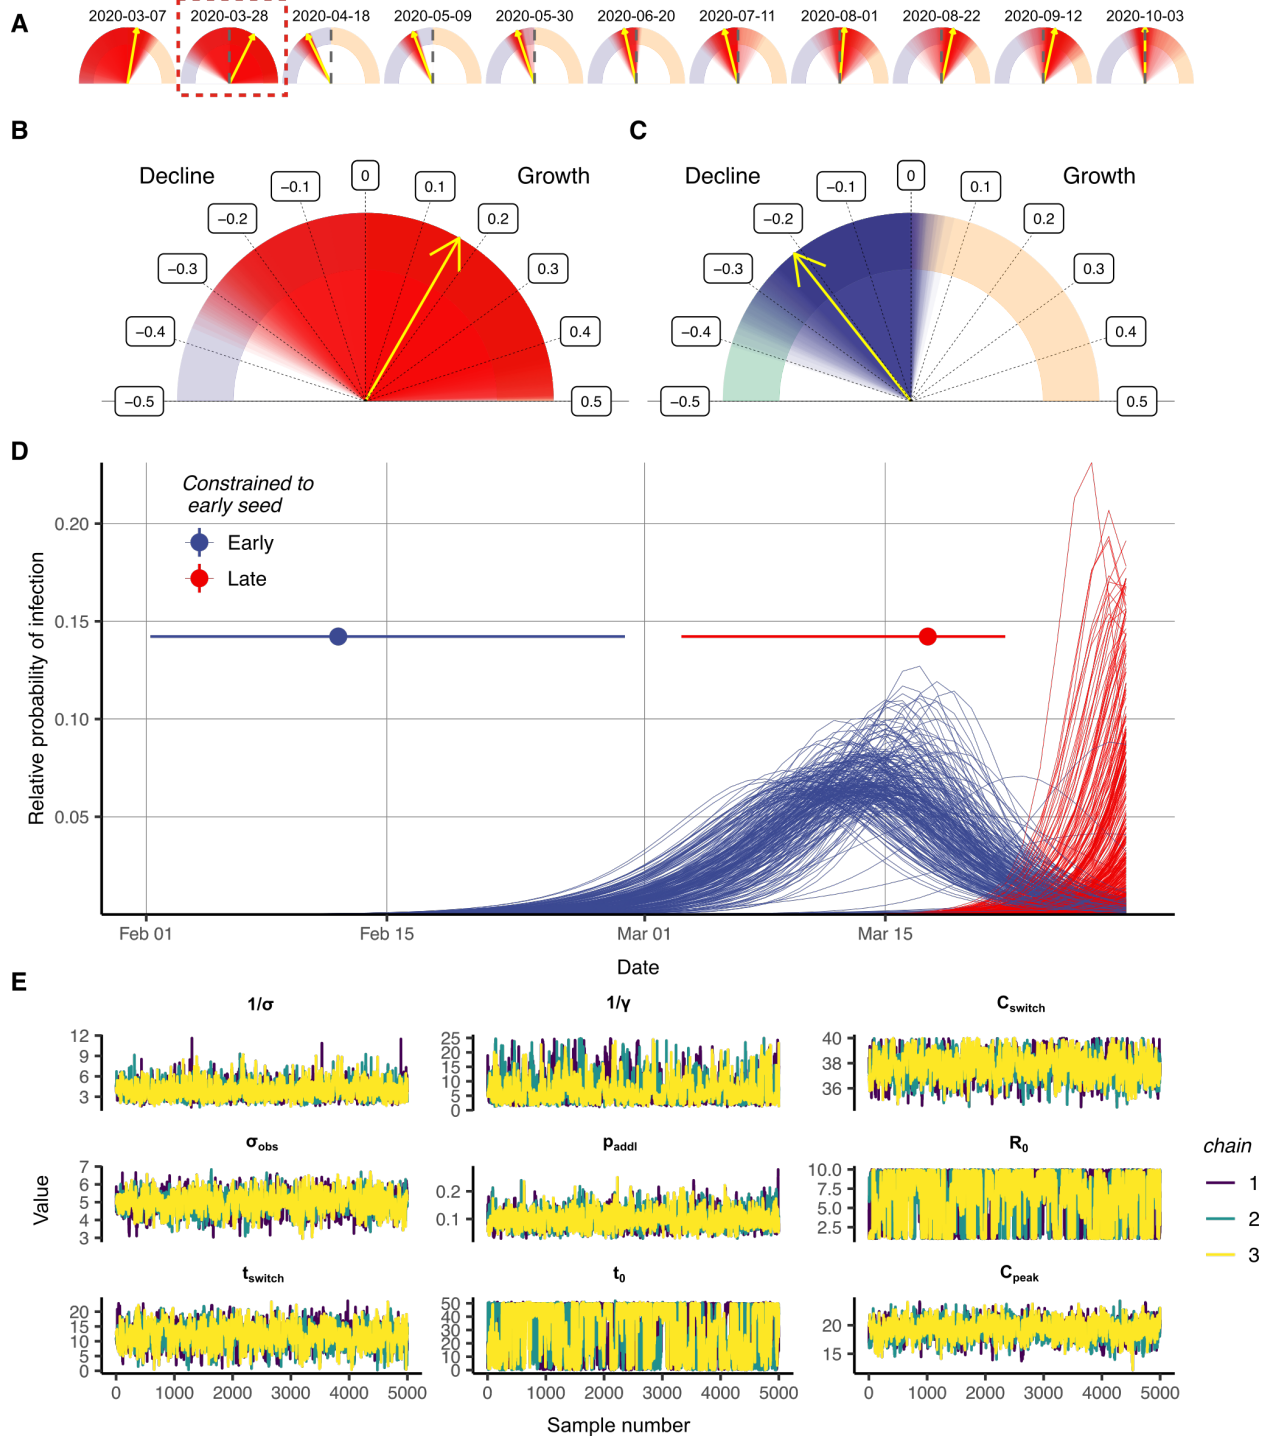 A
2020-03-07 2020-03-28 2020-04-18 2020-05-09 2020-05-30 2020-06-20 2020-07-11 2020-08-01 2020-08-22 2020-09-12 2020-10-03
B
Decline
Growth
−0.5
−0.4
−0.3
−0.2
−0.1
0
0.1
0.2
0.3
0.4
0.5
C
Decline
Growth
−0.5
−0.4
−0.3
−0.2
−0.1
0
0.1
0.2
0.3
0.4
0.5
D
Relative probability of infection
0.20
0.15
0.10
0.05
Constrained to
early seed
Early
Late
Feb 01 Feb 15 Mar 01 Mar 15
Date
E
Value
1/σ
12
9
6
3
1/γ
25
20
15
10
5
0
Cswitch
40
38
36
σobs
7
6
5
4
3
paddl
0.2
0.1
R0
10.0
7.5
5.0
2.5
tswitch
20
15
10
5
0
0 1000 2000 3000 4000 5000
t0
50
40
30
20
10
0
0 1000 2000 3000 4000 5000
Cpeak
20
15
0 1000 2000 3000 4000 5000
Sample number
chain
1
2
3